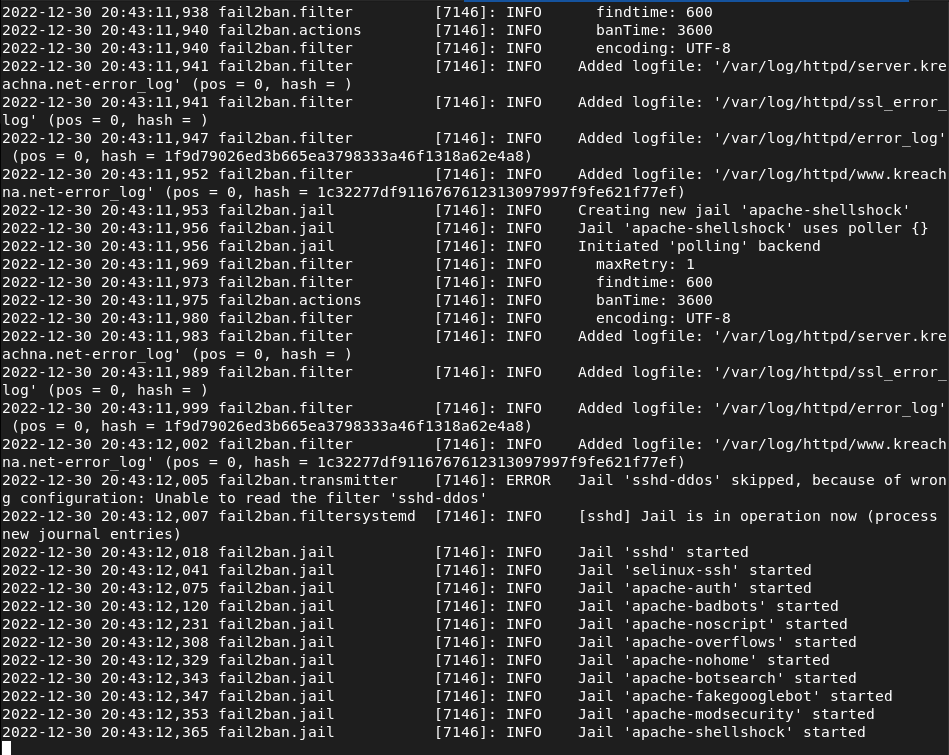 2022-12-30 20:43:11,938 fail2ban.filter         [7146]: INFO      findtime: 600
2022-12-30 20:43:11,940 fail2ban.actions        [7146]: INFO      banTime: 3600
2022-12-30 20:43:11,940 fail2ban.filter         [7146]: INFO      encoding: UTF-8
2022-12-30 20:43:11,941 fail2ban.filter         [7146]: INFO    Added logfile: '/var/log/httpd/server.kre
achna.net-error_log' (pos = 0, hash = )
2022-12-30 20:43:11,941 fail2ban.filter         [7146]: INFO    Added logfile: '/var/log/httpd/ssl_error_
log' (pos = 0, hash = )
2022-12-30 20:43:11,947 fail2ban.filter         [7146]: INFO    Added logfile: '/var/log/httpd/error_log'
 (pos = 0, hash = 1f9d79026ed3b665ea3798333a46f1318a62e4a8)
2022-12-30 20:43:11,952 fail2ban.filter         [7146]: INFO    Added logfile: '/var/log/httpd/www.kreach
na.net-error_log' (pos = 0, hash = 1c32277df9116767612313097997f9fe621f77ef)
2022-12-30 20:43:11,953 fail2ban.jail           [7146]: INFO    Creating new jail 'apache-shellshock'
2022-12-30 20:43:11,956 fail2ban.jail           [7146]: INFO    Jail 'apache-shellshock' uses poller {}
2022-12-30 20:43:11,956 fail2ban.jail           [7146]: INFO    Initiated 'polling' backend
2022-12-30 20:43:11,969 fail2ban.filter         [7146]: INFO      maxRetry: 1
2022-12-30 20:43:11,973 fail2ban.filter         [7146]: INFO      findtime: 600
2022-12-30 20:43:11,975 fail2ban.actions        [7146]: INFO      banTime: 3600
2022-12-30 20:43:11,980 fail2ban.filter         [7146]: INFO      encoding: UTF-8
2022-12-30 20:43:11,983 fail2ban.filter         [7146]: INFO    Added logfile: '/var/log/httpd/server.kre
achna.net-error_log' (pos = 0, hash = )
2022-12-30 20:43:11,989 fail2ban.filter         [7146]: INFO    Added logfile: '/var/log/httpd/ssl_error_
log' (pos = 0, hash = )
2022-12-30 20:43:11,999 fail2ban.filter         [7146]: INFO    Added logfile: '/var/log/httpd/error_log'
 (pos = 0, hash = 1f9d79026ed3b665ea3798333a46f1318a62e4a8)
2022-12-30 20:43:12,002 fail2ban.filter         [7146]: INFO    Added logfile: '/var/log/httpd/www.kreach
na.net-error_log' (pos = 0, hash = 1c32277df9116767612313097997f9fe621f77ef)
2022-12-30 20:43:12,005 fail2ban.transmitter    [7146]: ERROR   Jail 'sshd-ddos' skipped, because of wron
g configuration: Unable to read the filter 'sshd-ddos'
2022-12-30 20:43:12,007 fail2ban.filtersystemd  [7146]: INFO    [sshd] Jail is in operation now (process
new journal entries)
2022-12-30 20:43:12,018 fail2ban.jail           [7146]: INFO    Jail 'sshd' started
2022-12-30 20:43:12,041 fail2ban.jail           [7146]: INFO    Jail 'selinux-ssh' started
2022-12-30 20:43:12,075 fail2ban.jail           [7146]: INFO    Jail 'apache-auth' started
2022-12-30 20:43:12,120 fail2ban.jail           [7146]: INFO    Jail 'apache-badbots' started
2022-12-30 20:43:12,231 fail2ban.jail           [7146]: INFO    Jail 'apache-noscript' started
2022-12-30 20:43:12,308 fail2ban.jail           [7146]: INFO    Jail 'apache-overflows' started
2022-12-30 20:43:12,329 fail2ban.jail           [7146]: INFO    Jail 'apache-nohome' started
2022-12-30 20:43:12,343 fail2ban.jail           [7146]: INFO    Jail 'apache-botsearch' started
2022-12-30 20:43:12,347 fail2ban.jail           [7146]: INFO    Jail 'apache-fakegooglebot' started
2022-12-30 20:43:12,353 fail2ban.jail           [7146]: INFO    Jail 'apache-modsecurity' started
2022-12-30 20:43:12,365 fail2ban.jail           [7146]: INFO    Jail 'apache-shellshock' started